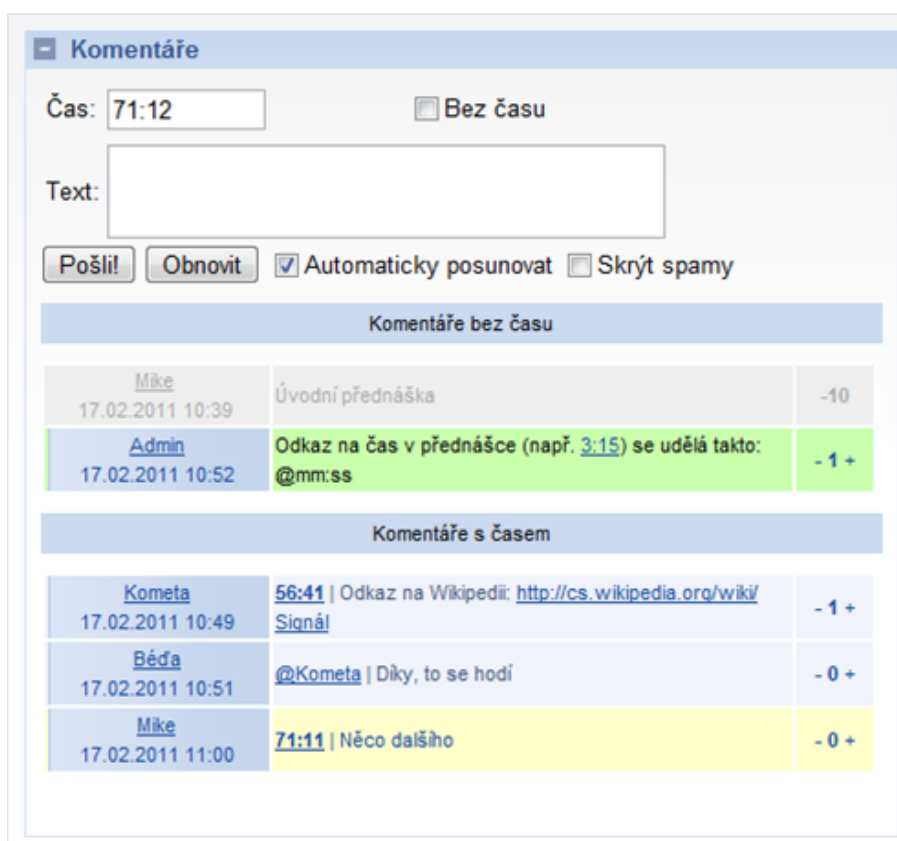 Komentáře
Čas: 71:12 Bez času
Text:
Pošli! Obnovit Automaticky posunovat Skrýt spamy
Komentáře bez času
Mike
17.02.2011 10:39
Úvodní přednáška
-10
Admin
17.02.2011 10:52
Odkaz na čas v přednášce (např. 3:15) se udělá takto:
@mm:ss
- 1 +
Komentáře s časem
Kometa
17.02.2011 10:49
56:41 | Odkaz na Wikipedii: http://cs.wikipedia.org/wiki/
Signál
- 1 +
Béďa
17.02.2011 10:51
@Kometa | Díky, to se hodí
- 0 +
Mike
17.02.2011 11:00
71:11 | Něco dalšího
- 0 +